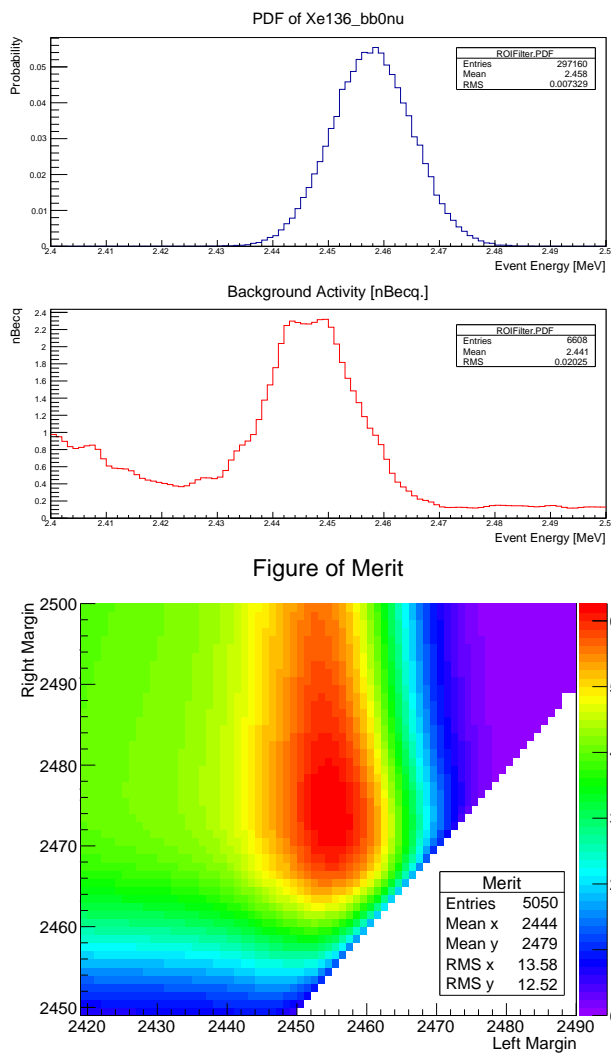 PDF of Xe136_bb0nu
Probability
ROIFilter.PDF
Entries 297160
Mean 2.458
RMS 0.007329
0.05
0.04
0.03
0.02
0.01
0
2.4 2.41 2.42 2.43 2.44 2.45 2.46 2.47 2.48 2.49 2.5
Event Energy [MeV]
Background Activity [nBecq.]
nBecq
ROIFilter.PDF
Entries 6608
Mean 2.441
RMS 0.02025
2.4
2.2
2
1.8
1.6
1.4
1.2
1
0.8
0.6
0.4
0.2
0
2.4 2.41 2.42 2.43 2.44 2.45 2.46 2.47 2.48 2.49 2.5
Event Energy [MeV]
Figure of Merit
Right Margin
2500
2490
2480
2470
2460
2450
Merit
Entries 5050
Mean x 2444
Mean y 2479
RMS x 13.58
RMS y 12.52
2420 2430 2440 2450 2460 2470 2480 2490
Left Margin